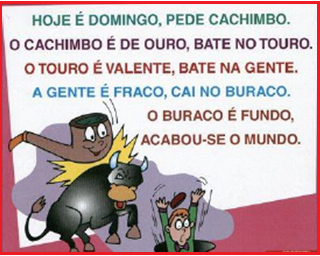 HOJE É DOMINGO, PEDE CACHIMBO.
O CACHIMBO É DE OURO, BATE NO TOURO.
O TOURO É VALENTE, BATE NA GENTE.
A GENTE É FRACO, CAI NO BURACO.
O BURACO É FUNDO,
ACABOU-SE O MUNDO.